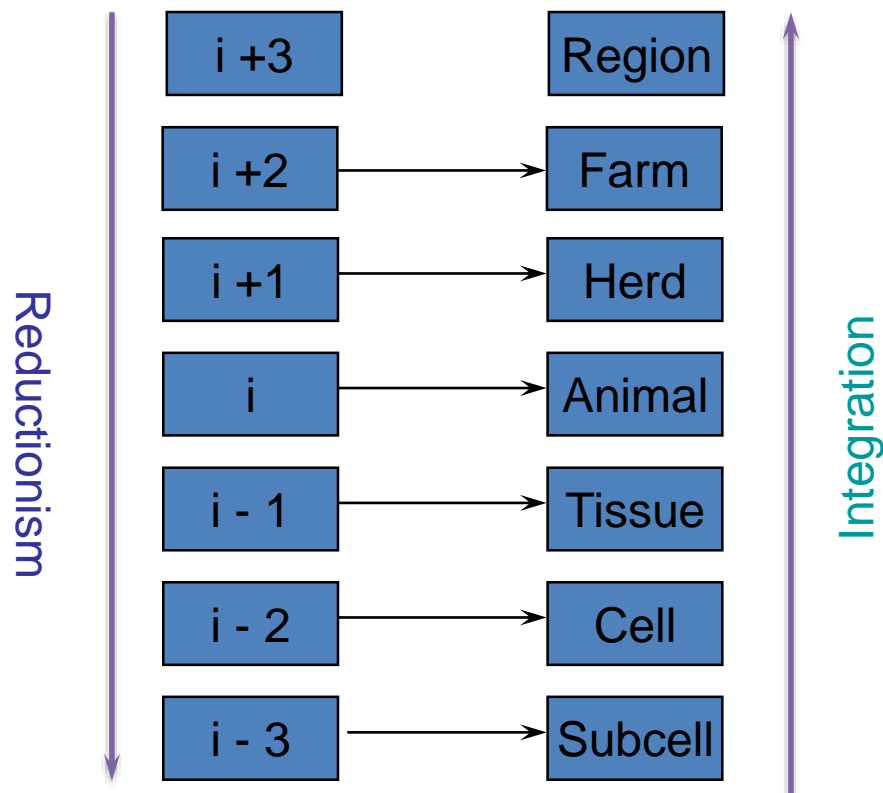 i +3
Region
i +2
Farm
i +1
Herd
i
Animal
i - 1
Tissue
i - 2
Cell
i - 3
Subcell
Reductionism
Integration